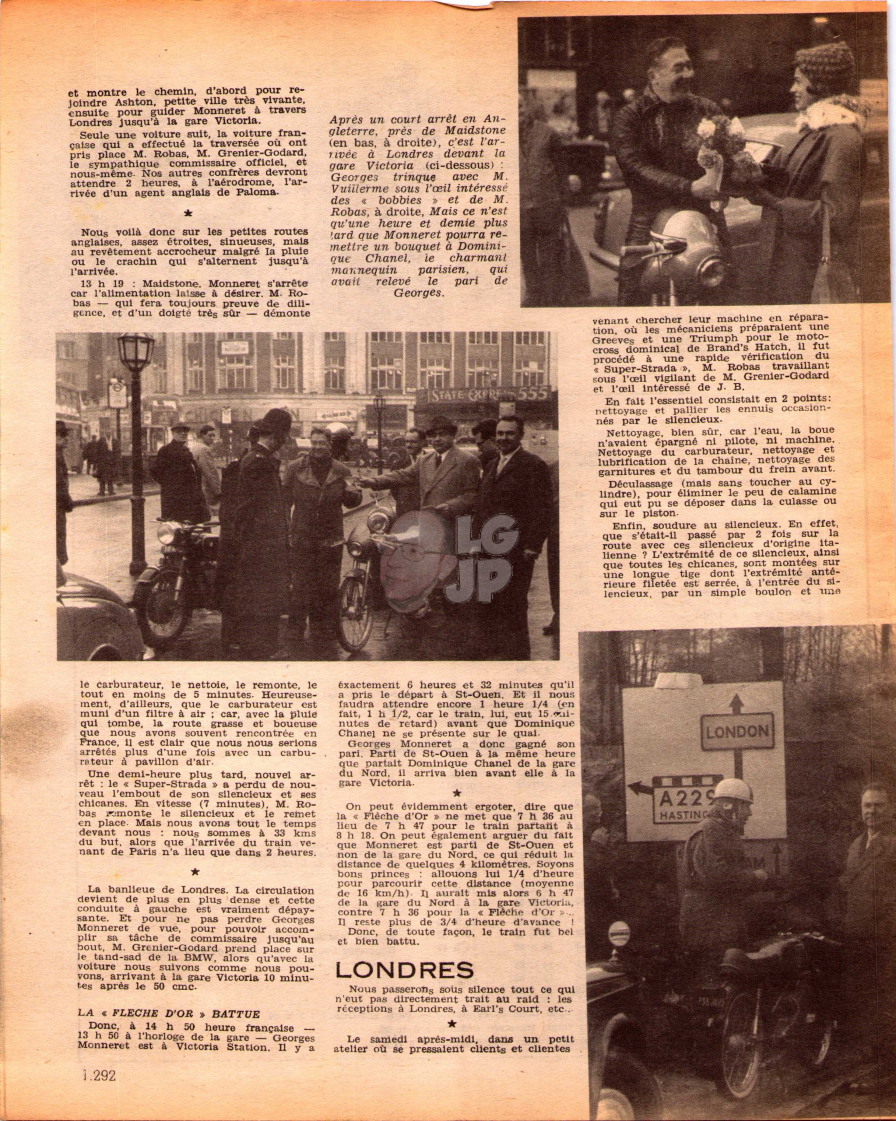 et montre le chemin, d'abord pour re-
joindre Ashton, petite ville très vivante,
ensuite pour guider Monneret à travers
Londres jusqu'à la gare Victoria.
Seule une voiture suit, la voiture fran-
çaise qui a effectué la traversée où ont
pris place M. Robas, M. Grenier-Godard,
le sympathique commissaire officiel, et
nous-même. Nos autres confrères devront
attendre 2 heures, à l'aérodrome, l'ar-
rivée d'un agent anglais de Paloma.
★
Nous voilà donc sur les petites routes
anglaises, assez étroites, sinueuses, mais
au revêtement accrocheur malgré la pluie
ou le crachin qui s'alternent jusqu'à
l'arrivée.
13 h 19 : Maidstone, Monneret s'arrête
car l'alimentation laisse à désirer. M. Ro-
bas — qui fera toujours preuve de dili-
gence, et d'un doigté très sûr — démonte
Après un court arrêt en An-
gleterre, près de Maidstone
(en bas, à droite), c'est l'ar-
rivée à Londres devant la
gare Victoria (ci-dessous) :
Georges trinque avec M.
Vuillerme sous l'œil intéressé
des « bobbies » et de M.
Robas, à droite, Mais ce n'est
qu'une heure et demie plus
tard que Monneret pourra re-
mettre un bouquet à Domini-
que Chanel, le charmant
mannequin parisien, qui
avait relevé le pari de
Georges.
STATE EXPRESS 555
LG
JP
le carburateur, le nettoie, le remonte, le
tout en moins de 5 minutes. Heureuse-
ment, d'ailleurs, que le carburateur est
muni d'un filtre à air ; car, avec la pluie
qui tombe, la route grasse et boueuse
que nous avons souvent rencontrée en
France, il est clair que nous nous serions
arrêtés plus d'une fois avec un carbu-
rateur à pavillon d'air.
Une demi-heure plus tard, nouvel ar-
rêt : le « Super-Strada » a perdu de nou-
veau l'embout de son silencieux et ses
chicanes. En vitesse (7 minutes), M. Ro-
bas remonte le silencieux et le remet
en place. Mais nous avons tout le temps
devant nous : nous sommes à 33 kms
du but, alors que l'arrivée du train ve-
nant de Paris n'a lieu que dans 2 heures.
★
La banlieue de Londres. La circulation
devient de plus en plus dense et cette
conduite à gauche est vraiment dépay-
sante. Et pour ne pas perdre Georges
Monneret de vue, pour pouvoir accom-
plir sa tâche de commissaire jusqu'au
bout, M. Grenier-Godard prend place sur
le tand-sad de la BMW, alors qu'avec la
voiture nous suivons comme nous pou-
vons, arrivant à la gare Victoria 10 minu-
tes après le 50 cmc.
LA « FLECHE D'OR » BATTUE
Donc, à 14 h 50 heure française —
13 h 50 à l'horloge de la gare — Georges
Monneret est à Victoria Station. Il y a
éxactement 6 heures et 32 minutes qu'il
a pris le départ à St-Ouen. Et il nous
faudra attendre encore 1 heure 1/4 (en
fait, 1 h 1/2, car le train, lui, eut 15 mi-
nutes de retard) avant que Dominique
Chanel ne se présente sur le quai.
Georges Monneret a donc gagné son
pari. Parti de St-Ouen à la même heure
que partait Dominique Chanel de la gare
du Nord, il arriva bien avant elle à la
gare Victoria.
★
On peut évidemment ergoter, dire que
la « Flèche d'Or » ne met que 7 h 36 au
lieu de 7 h 47 pour le train partant à
8 h 18. On peut également arguer du fait
que Monneret est parti de St-Ouen et
non de la gare du Nord, ce qui réduit la
distance de quelques 4 kilomètres. Soyons
bons princes : allouons lui 1/4 d'heure
pour parcourir cette distance (moyenne
de 16 km/h). Il aurait mis alors 6 h 47
de la gare du Nord à la gare Victoria,
contre 7 h 36 pour la « Flèche d'Or »...
Il reste plus de 3/4 d'heure d'avance !
Donc, de toute façon, le train fut bel
et bien battu.
LONDRES
Nous passerons sous silence tout ce qui
n'eut pas directement trait au raid : les
réceptions à Londres, à Earl's Court, etc...
★
Le samedi après-midi, dans un petit
atelier où se pressaient clients et clientes
venant chercher leur machine en répara-
tion, où les mécaniciens préparaient une
Greeves et une Triumph pour le moto-
cross dominical de Brand's Hatch, il fut
procédé à une rapide vérification du
« Super-Strada », M. Robas travaillant
sous l'œil vigilant de M. Grenier-Godard
et l'œil intéressé de J. B.
En fait l'essentiel consistait en 2 points:
nettoyage et pallier les ennuis occasion-
nés par le silencieux.
Nettoyage, bien sûr, car l'eau, la boue
n'avaient épargné ni pilote, ni machine.
Nettoyage du carburateur, nettoyage et
lubrification de la chaîne, nettoyage des
garnitures et du tambour du frein avant.
Déculassage (mais sans toucher au cy-
lindre), pour éliminer le peu de calamine
qui eut pu se déposer dans la culasse ou
sur le piston.
Enfin, soudure au silencieux. En effet,
que s'était-il passé par 2 fois sur la
route avec ces silencieux d'origine ita-
lienne ? L'extrémité de ce silencieux, ainsi
que toutes les chicanes, sont montées sur
une longue tige dont l'extrémité anté-
rieure filetée est serrée, à l'entrée du si-
lencieux, par un simple boulon et une
LONDON
A229
HASTING
1.292